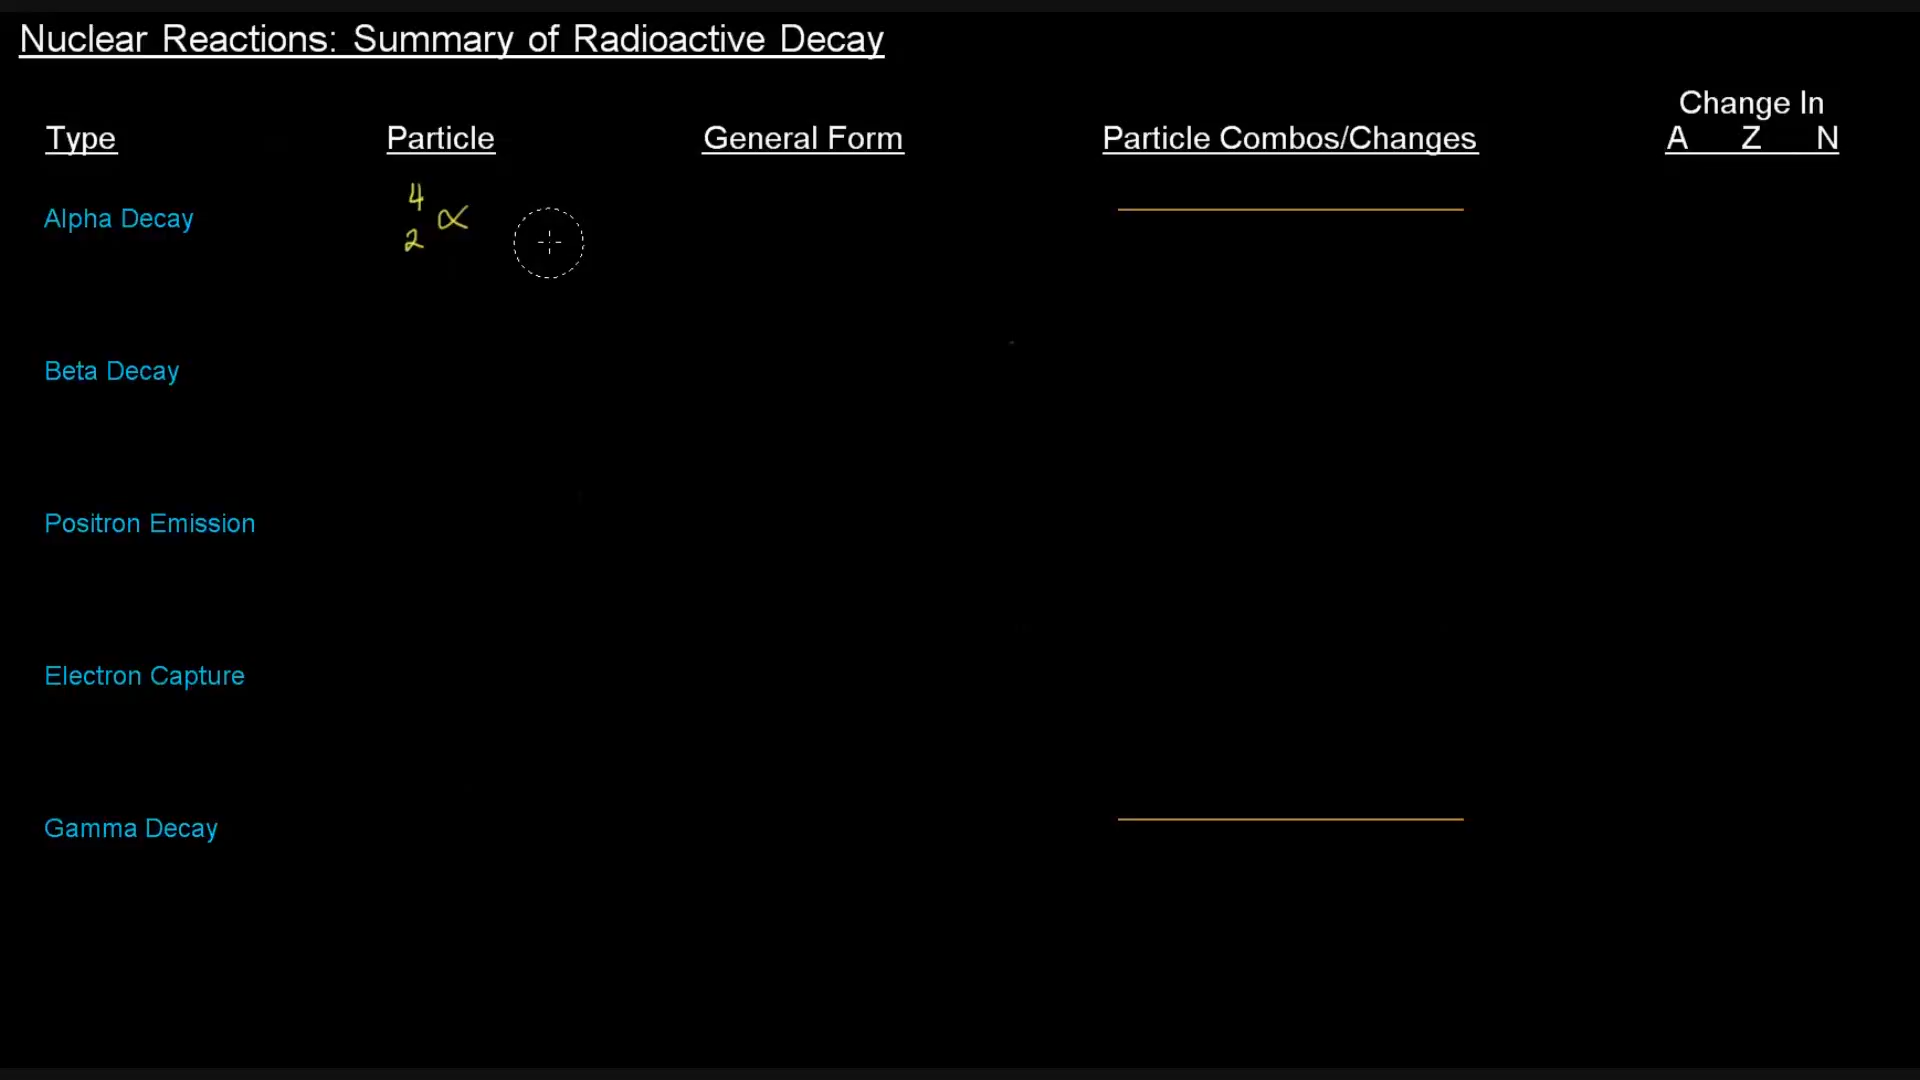 Nuclear Reactions: Summary of Radioactive Decay
Change In
Type Particle General Form Particle Combos/Changes A Z N
Alpha Decay 4 2 α
Beta Decay
Positron Emission
Electron Capture
Gamma Decay